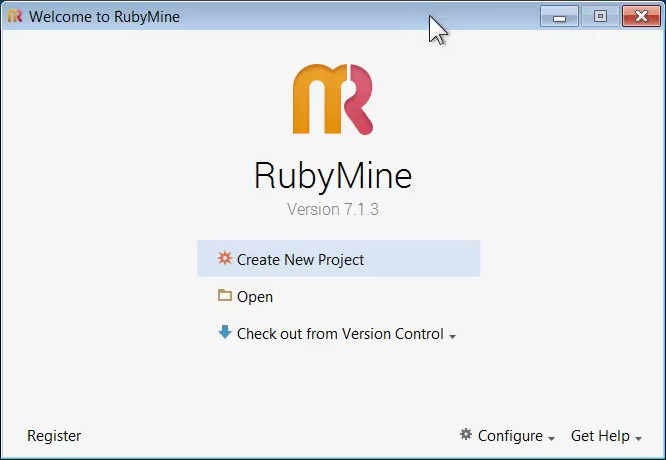 Welcome to RubyMine
RubyMine
Version 7.1.3
Create New Project
Open
Check out from Version Control
Register
Configure
Get Help